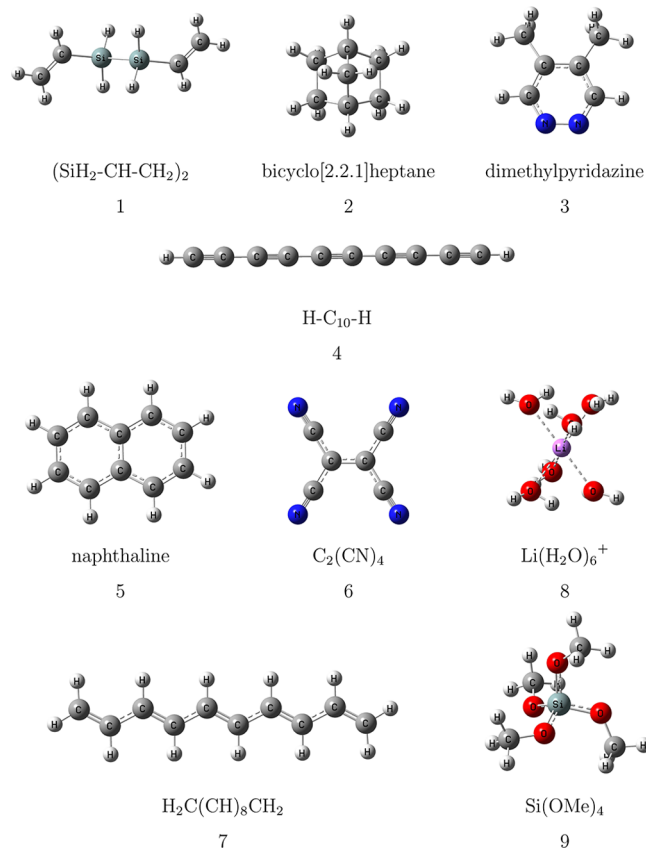 (SiH₂-CH-CH₂)₂ bicyclo[2.2.1]heptane dimethylpyridazine
1 2 3
H-C₁₀-H
4
naphthaline C₂(CN)₄ Li(H₂O)₆⁺
5 6 8
H₂C(CH)₈CH₂ Si(OMe)₄
7 9